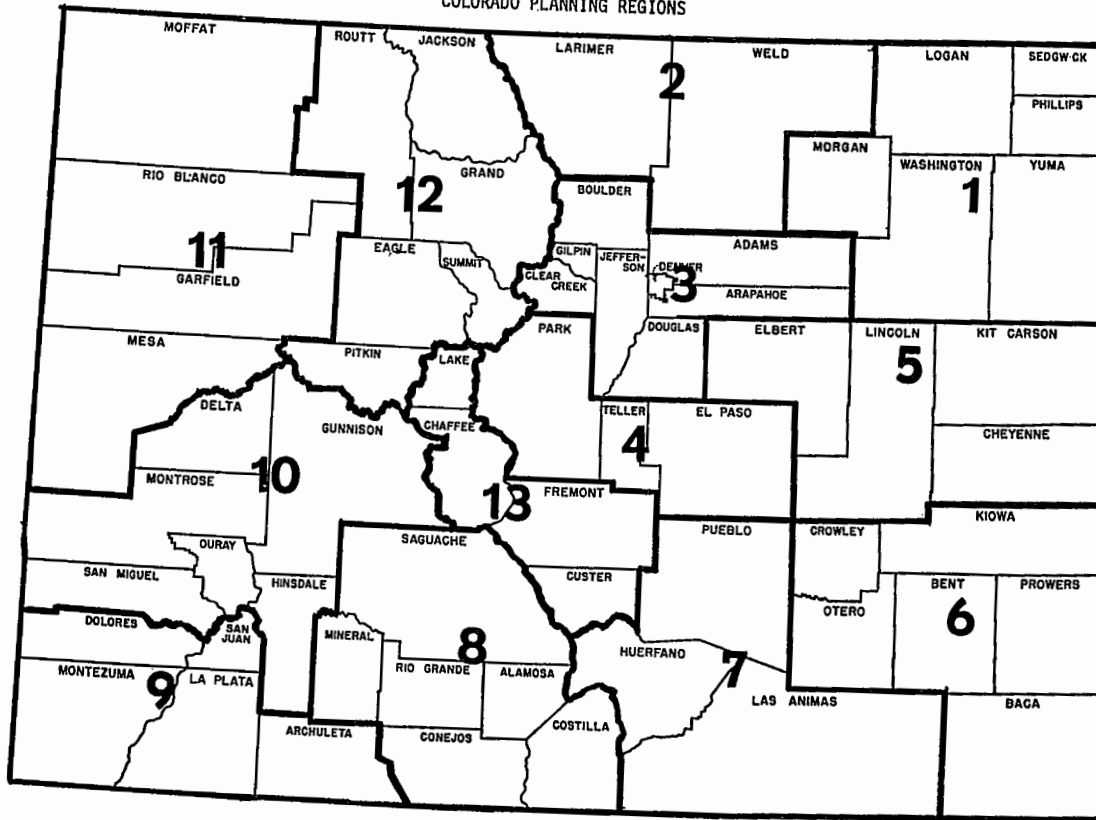 COLORADO PLANNING REGIONS
MOFFAT
ROUTT
JACKSON
LARIMER
WELD
LOGAN
SEDGW·CK
2
PHILLIPS
MORGAN
WASHINGTON
YUMA
RIO BLANCO
GRAND
BOULDER
12
1
11
EAGLE
SUMMIT
GILPIN
JEFFER-
SON
ADAMS
DENVER
CLEAR
CREEK
3
GARFIELD
ARAPAHOE
MESA
PITKIN
LAKE
PARK
DOUGLAS
ELBERT
LINCOLN
KIT CARSON
5
DELTA
GUNNISON
CHAFFEE
TELLER
EL PASO
CHEYENNE
4
10
MONTROSE
13
FREMONT
KIOWA
OURAY
SAGUACHE
PUEBLO
CROWLEY
SAN MIGUEL
HINSDALE
CUSTER
BENT
PROWERS
OTERO
6
DOLORES
SAN
JUAN
MINERAL
8
HUERFANO
MONTEZUMA
LA PLATA
RIO GRANDE
ALAMOSA
7
9
LAS ANIMAS
BACA
ARCHULETA
CONEJOS
COSTILLA